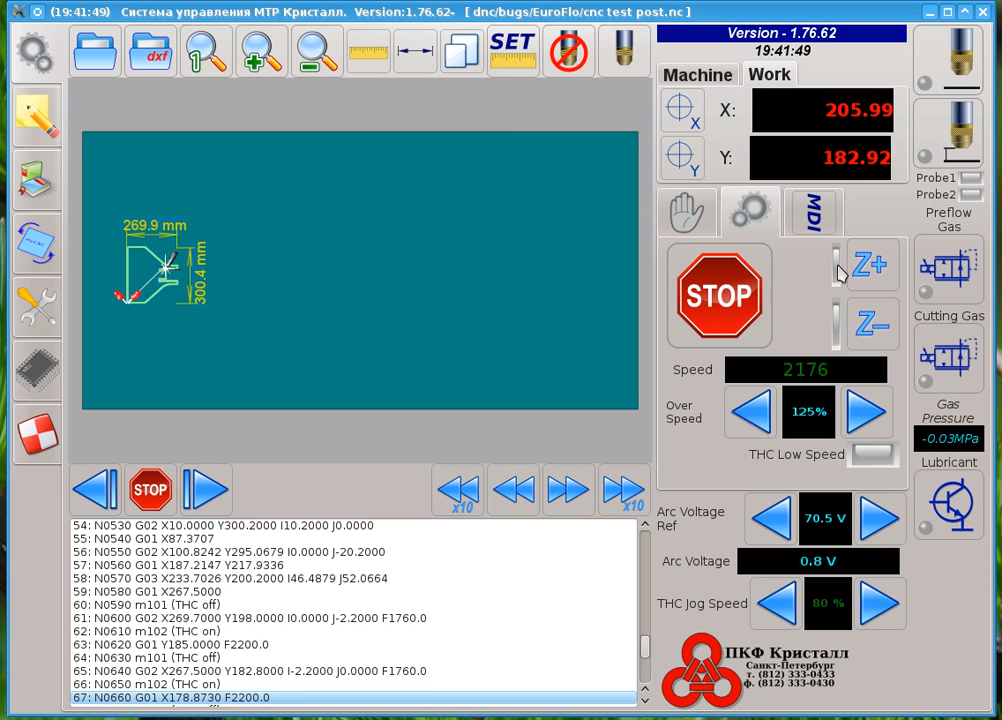 (19:41:49) Система управления МТР Кристалл. Version:1.76.62- [ dnc/bugs/EuroFlo/cnc test post.nc ]
dxf
1
SET
Version - 1.76.62
19:41:49
Machine
Work
X
X:
205.99
Y
Y:
182.92
Probe1
Probe2
MDI
Preflow
Gas
269.9 mm
300.4 mm
STOP
Z+
Z−
Cutting Gas
Speed
2176
Over
Speed
125%
Gas
Pressure
-0.03MPa
THC Low Speed
Lubricant
STOP
x10
x10
Arc Voltage
Ref
70.5 V
Arc Voltage
0.8 V
THC Jog Speed
80 %
54: N0530 G02 X10.0000 Y300.2000 I10.2000 J0.0000
55: N0540 G01 X87.3707
56: N0550 G02 X100.8242 Y295.0679 I0.0000 J-20.2000
57: N0560 G01 X187.2147 Y217.9336
58: N0570 G03 X233.7026 Y200.2000 I46.4879 J52.0664
59: N0580 G01 X267.5000
60: N0590 m101 (THC off)
61: N0600 G02 X269.7000 Y198.0000 I0.0000 J-2.2000 F1760.0
62: N0610 m102 (THC on)
63: N0620 G01 Y185.0000 F2200.0
64: N0630 m101 (THC off)
65: N0640 G02 X267.5000 Y182.8000 I-2.2000 J0.0000 F1760.0
66: N0650 m102 (THC on)
67: N0660 G01 X178.8730 F2200.0
ПКФ Кристалл
Санкт-Петербург
т. (812) 333-0433
ф. (812) 333-0430